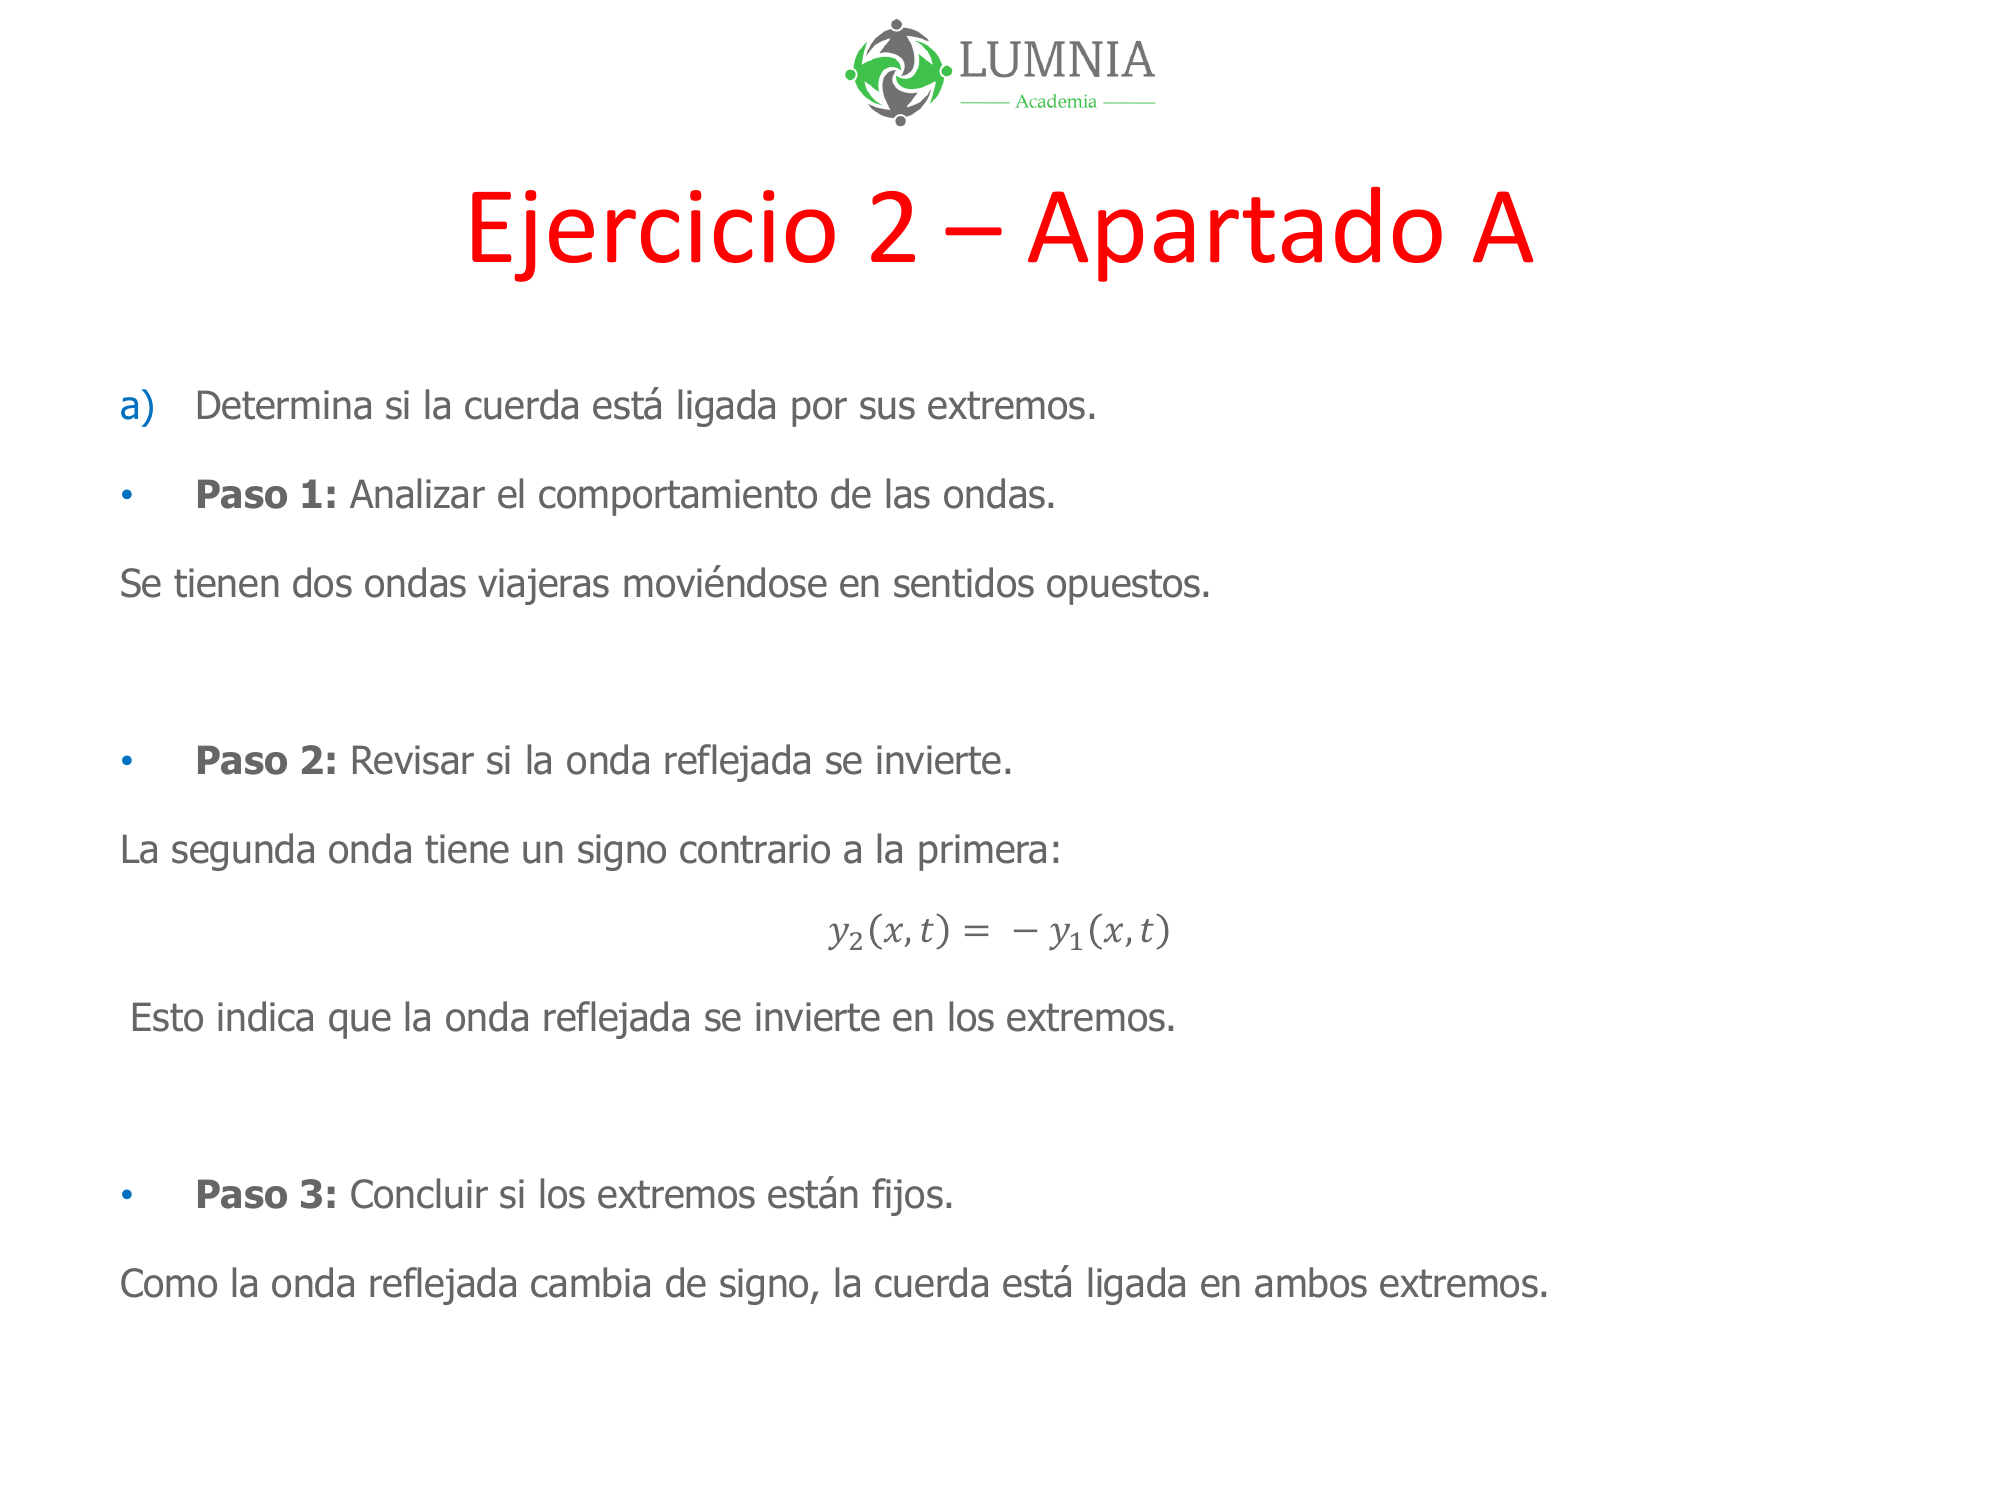 LUMNIA
Academia
Ejercicio 2 – Apartado A
a) Determina si la cuerda está ligada por sus extremos.
• Paso 1: Analizar el comportamiento de las ondas.
Se tienen dos ondas viajeras moviéndose en sentidos opuestos.
• Paso 2: Revisar si la onda reflejada se invierte.
La segunda onda tiene un signo contrario a la primera:
𝑦₂(𝑥, 𝑡) = − 𝑦₁(𝑥, 𝑡)
Esto indica que la onda reflejada se invierte en los extremos.
• Paso 3: Concluir si los extremos están fijos.
Como la onda reflejada cambia de signo, la cuerda está ligada en ambos extremos.